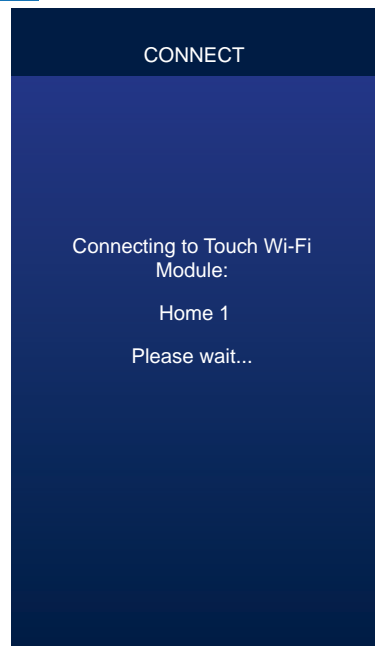 CONNECT
Connecting to Touch Wi-Fi
Module:
Home 1
Please wait...